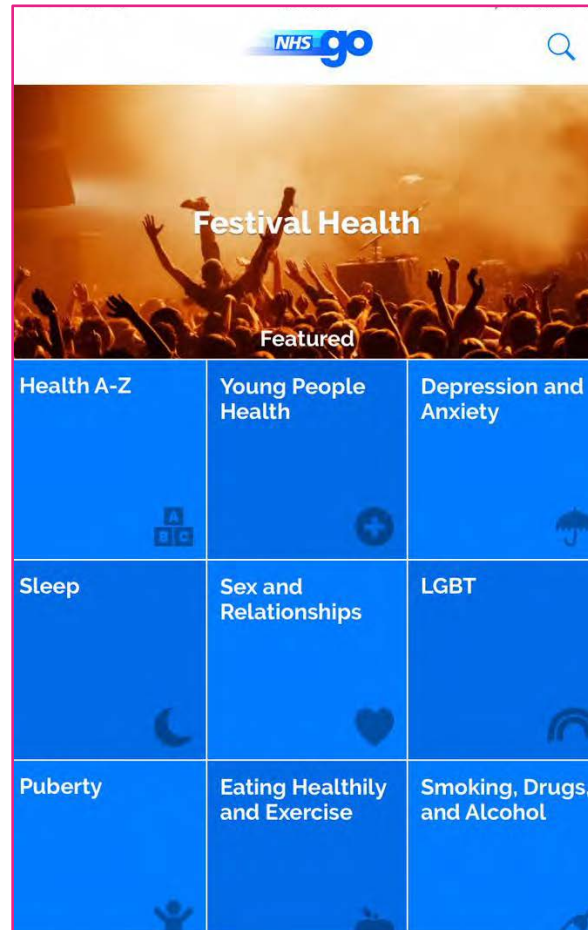 NHS go
Festival Health
Featured
Health A-Z
Young People
Health
Depression and
Anxiety
A
B C
Sleep
Sex and
Relationships
LGBT
Puberty
Eating Healthily
and Exercise
Smoking, Drugs,
and Alcohol